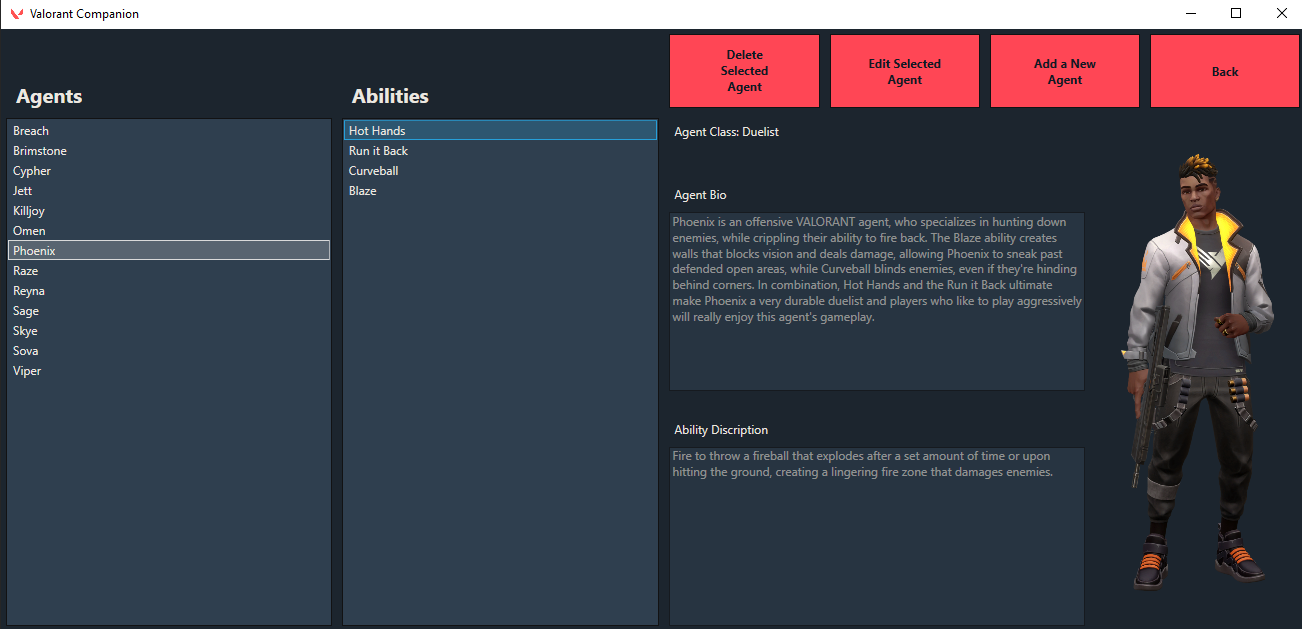 Valorant Companion
Delete
Selected
Agent
Edit Selected
Agent
Add a New
Agent
Back
Agents
Abilities
Breach
Brimstone
Cypher
Jett
Killjoy
Omen
Phoenix
Raze
Reyna
Sage
Skye
Sova
Viper
Hot Hands
Run it Back
Curveball
Blaze
Agent Class: Duelist
Agent Bio
Phoenix is an offensive VALORANT agent, who specializes in hunting down
enemies, while crippling their ability to fire back. The Blaze ability creates
walls that blocks vision and deals damage, allowing Phoenix to sneak past
defended open areas, while Curveball blinds enemies, even if they're hinding
behind corners. In combination, Hot Hands and the Run it Back ultimate
make Phoenix a very durable duelist and players who like to play aggressively
will really enjoy this agent's gameplay.
Ability Discription
Fire to throw a fireball that explodes after a set amount of time or upon
hitting the ground, creating a lingering fire zone that damages enemies.